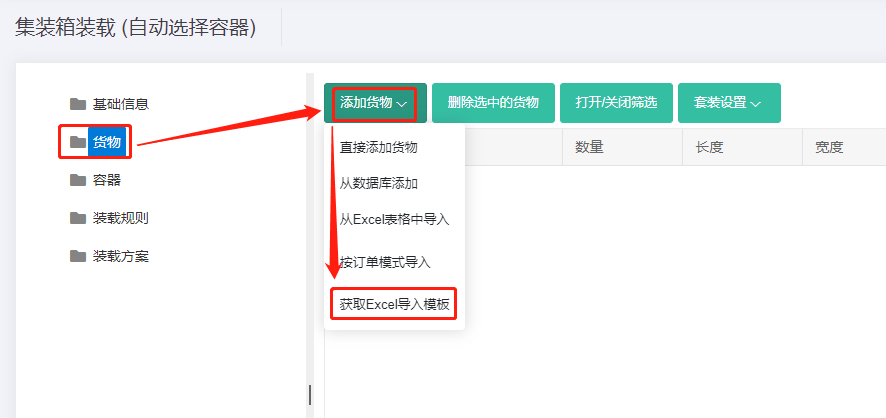 集装箱装载 (自动选择容器)
基础信息
货物
容器
装载规则
装载方案
添加货物
删除选中的货物
打开/关闭筛选
套装设置
直接添加货物
从数据库添加
从Excel表格中导入
按订单模式导入
获取Excel导入模板
数量
长度
宽度